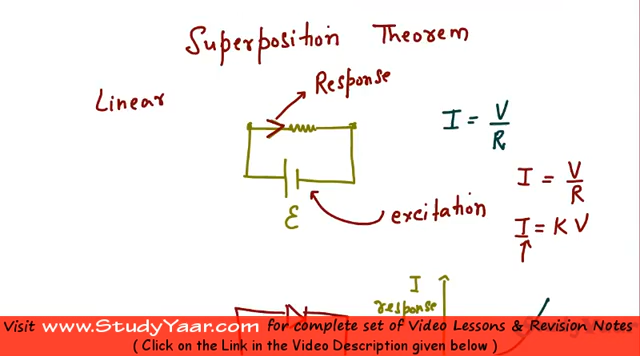 Superposition Theorem
Linear
Response
I = V/R
I = V/R
ε
excitation
I = KV
I
response
Visit www.StudyYaar.com for complete set of Video Lessons & Revision Notes
( Click on the Link in the Video Description given below )